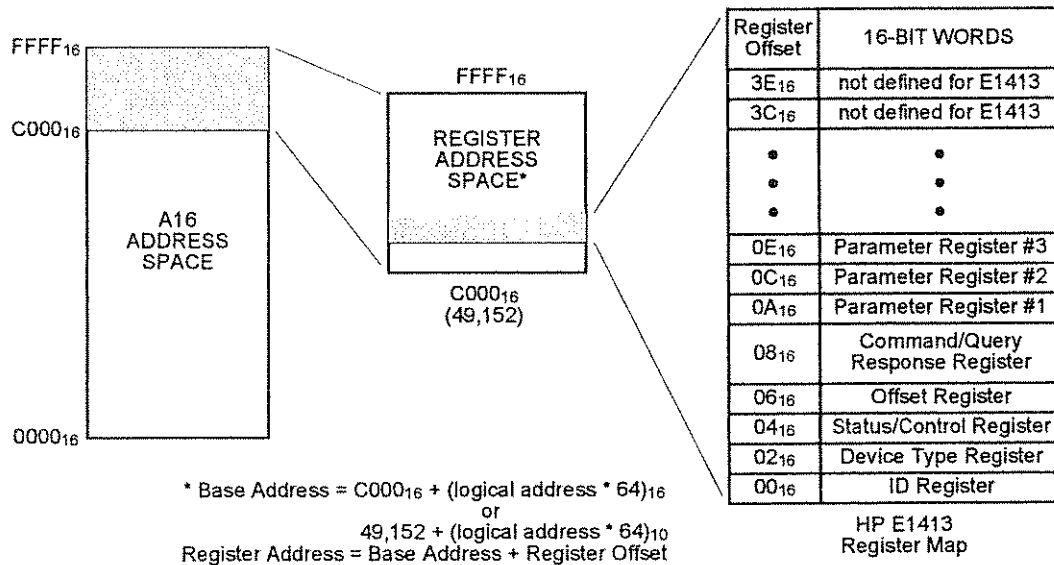 FFFF₁₆
C000₁₆
A16
ADDRESS
SPACE
0000₁₆
FFFF₁₆
REGISTER
ADDRESS
SPACE*
C000₁₆
(49,152)
Register Offset 16-BIT WORDS
3E₁₆ not defined for E1413
3C₁₆ not defined for E1413
• •
• •
• •
0E₁₆ Parameter Register #3
0C₁₆ Parameter Register #2
0A₁₆ Parameter Register #1
08₁₆ Command/Query Response Register
06₁₆ Offset Register
04₁₆ Status/Control Register
02₁₆ Device Type Register
00₁₆ ID Register
* Base Address = C000₁₆ + (logical address * 64)₁₆
or
49,152 + (logical address * 64)₁₀
Register Address = Base Address + Register Offset
HP E1413
Register Map